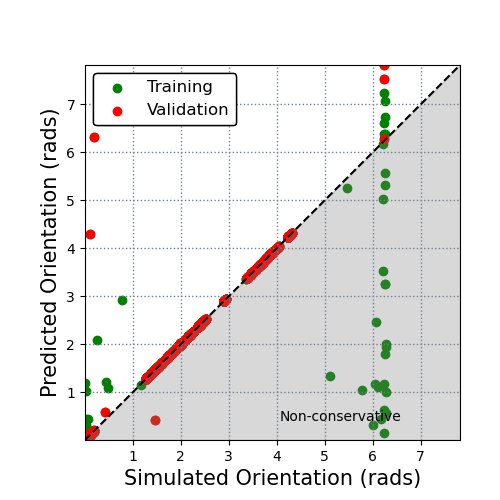 Training
Validation
Predicted Orientation (rads)
7
6
5
4
3
2
1
Non-conservative
1 2 3 4 5 6 7
Simulated Orientation (rads)